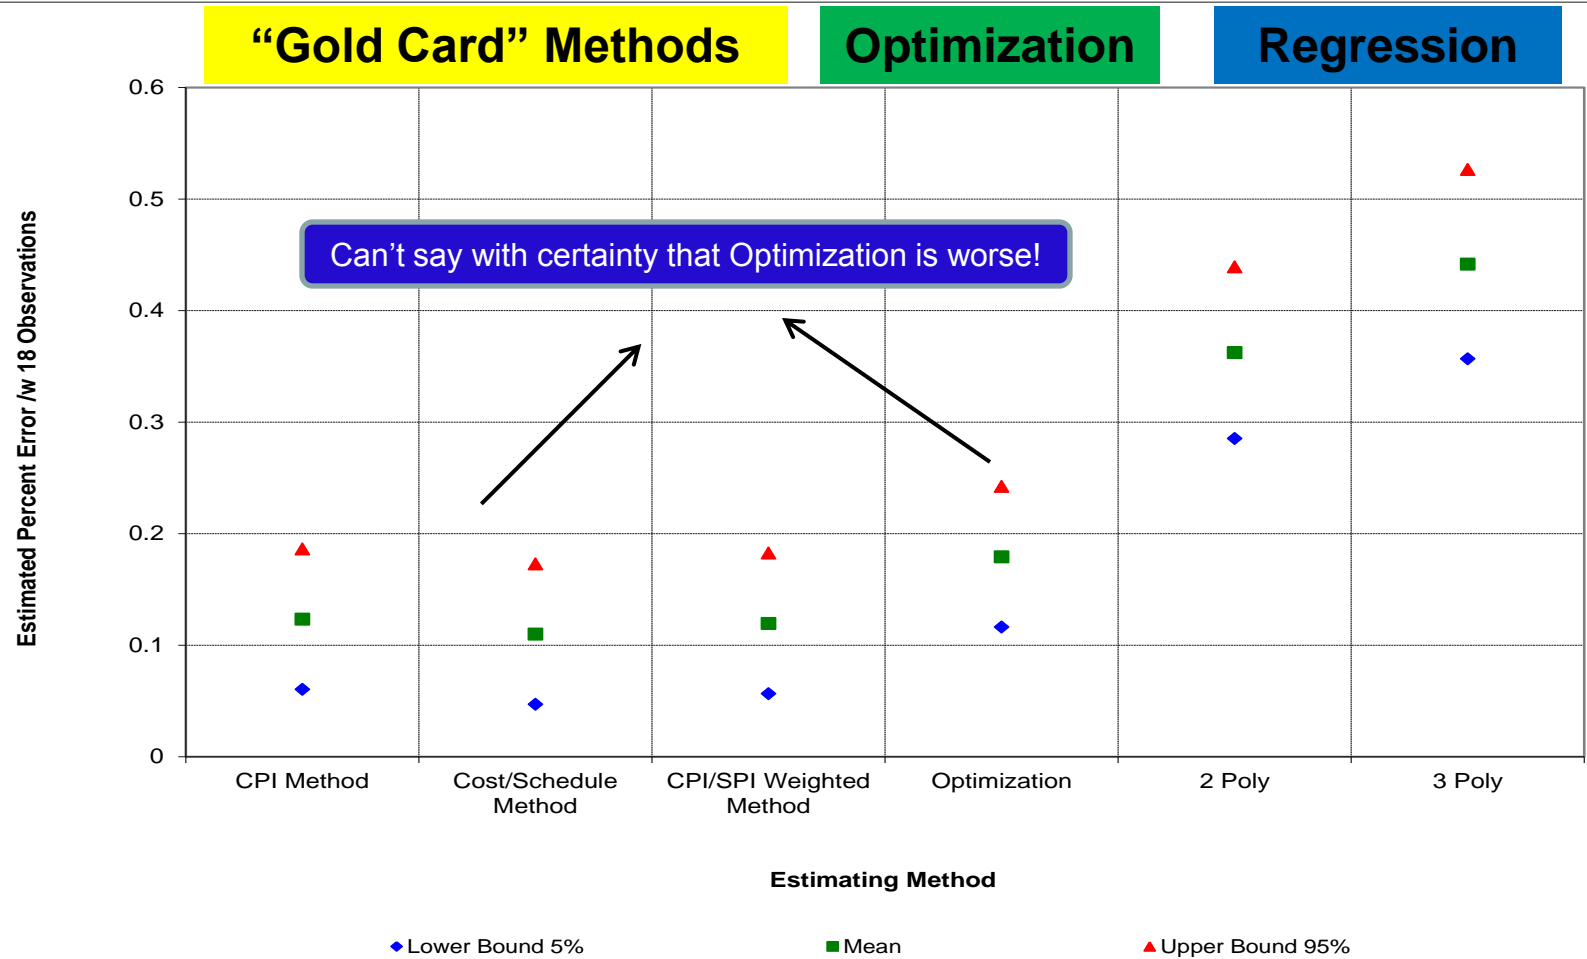 “Gold Card” Methods
Optimization
Regression
Estimated Percent Error /w 18 Observations
0.6
0.5
0.4
0.3
0.2
0.1
0
Can’t say with certainty that Optimization is worse!
CPI Method
Cost/Schedule
Method
CPI/SPI Weighted
Method
Optimization
2 Poly
3 Poly
Estimating Method
Lower Bound 5%
Mean
Upper Bound 95%